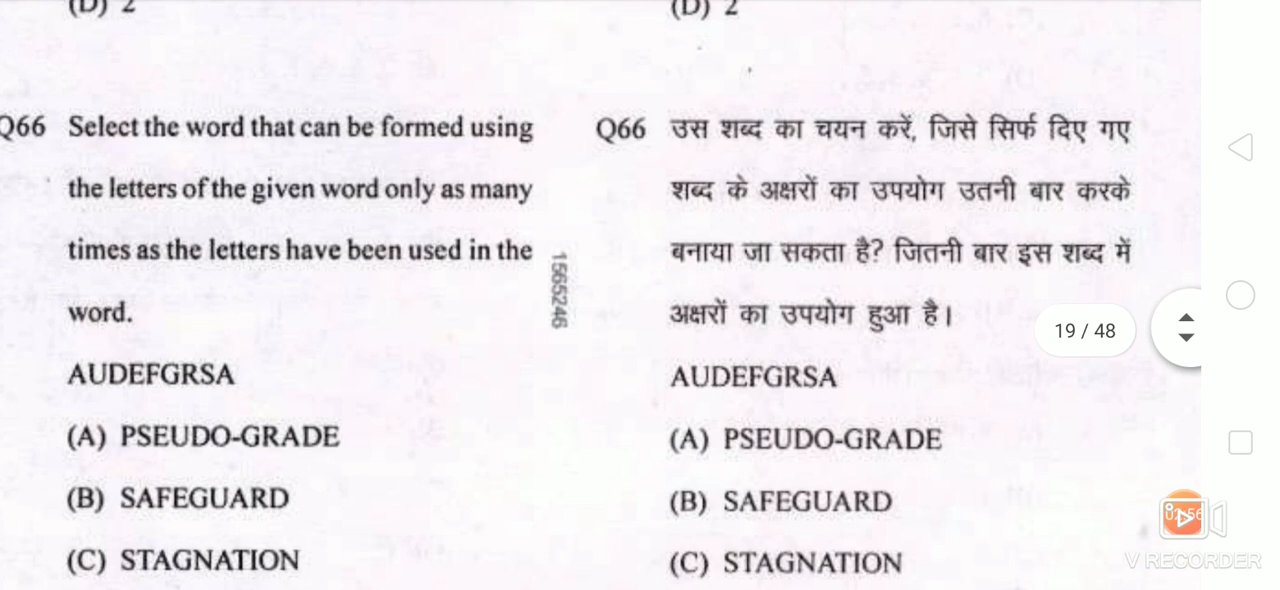 (D) 2
Q66 Select the word that can be formed using
the letters of the given word only as many
times as the letters have been used in the
word.
AUDEFGRSA
(A) PSEUDO-GRADE
(B) SAFEGUARD
(C) STAGNATION
1565246
(D) 2
Q66 उस शब्द का चयन करें, जिसे सिर्फ दिए गए
शब्द के अक्षरों का उपयोग उतनी बार करके
बनाया जा सकता है? जितनी बार इस शब्द में
अक्षरों का उपयोग हुआ है।
AUDEFGRSA
(A) PSEUDO-GRADE
(B) SAFEGUARD
(C) STAGNATION
19 / 48
V RECORDER